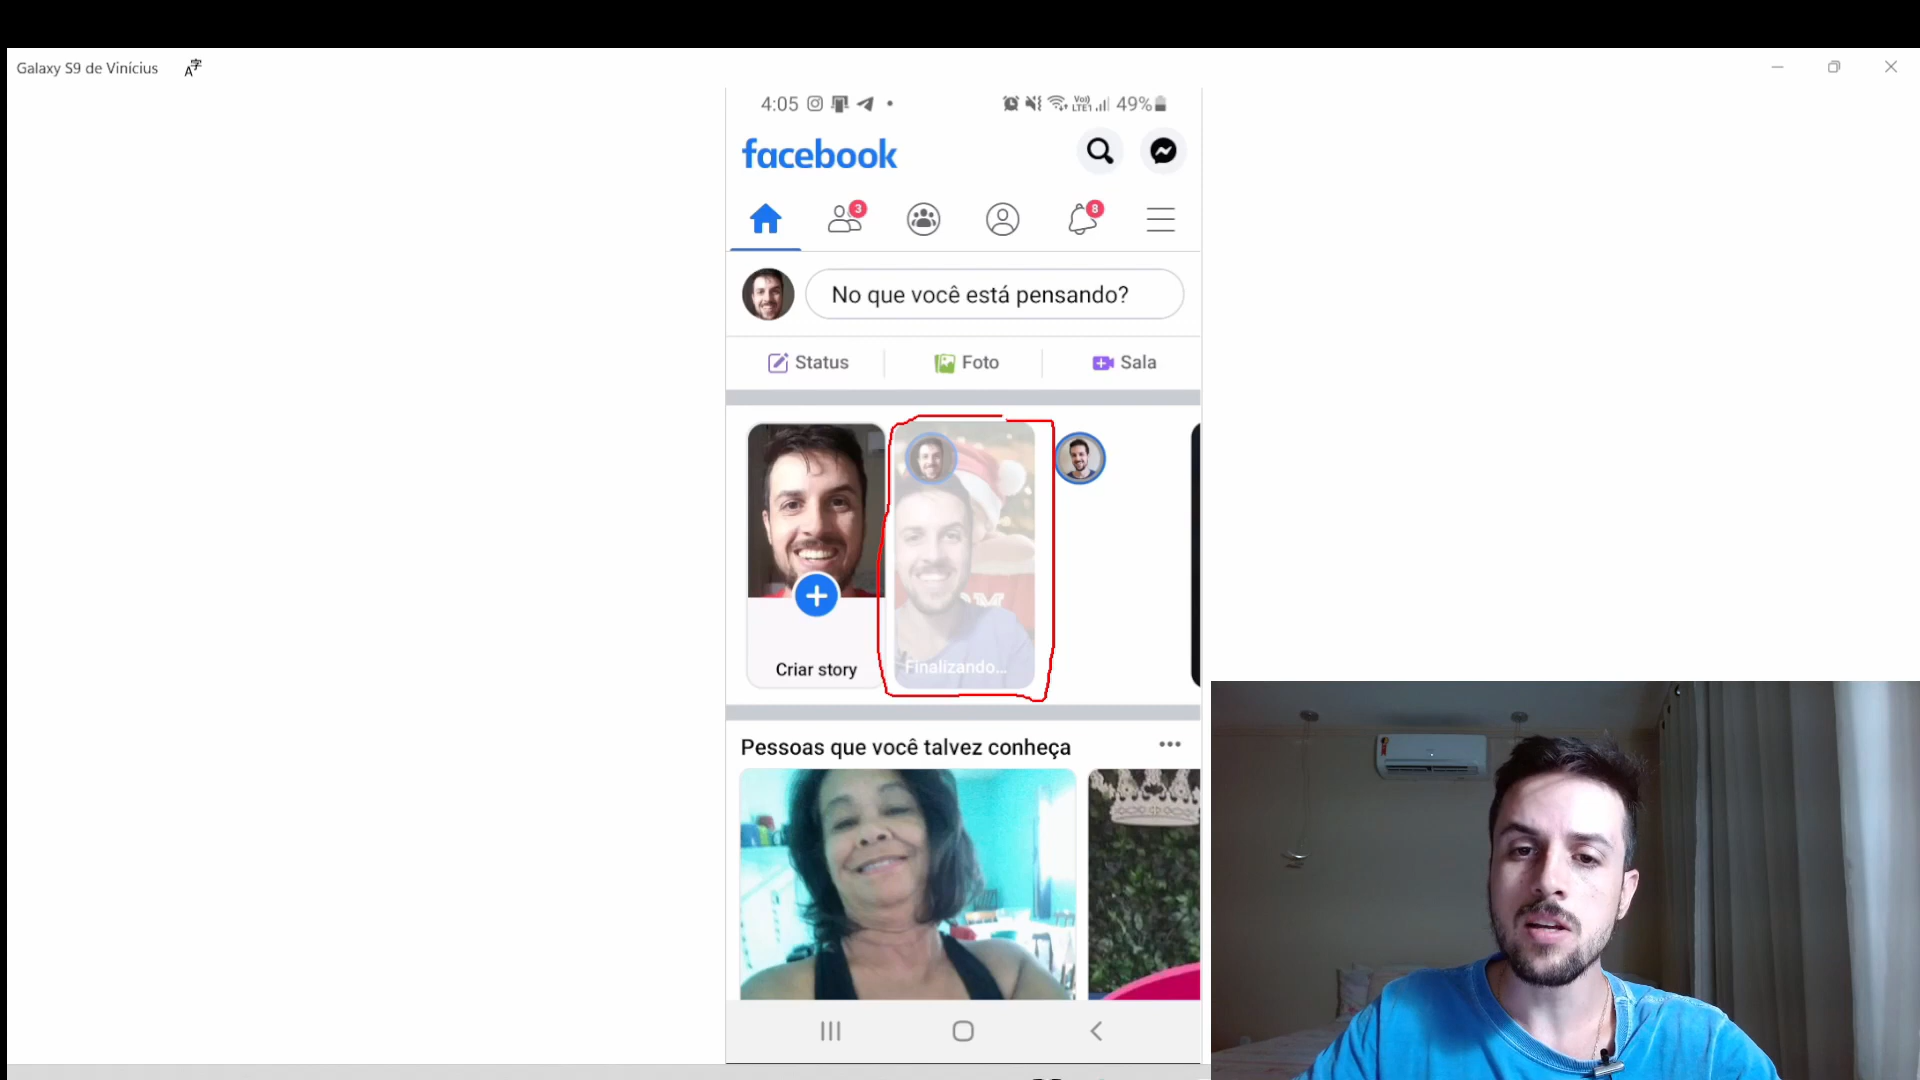 Galaxy S9 de Vinícius
4:05
49%
facebook
3
8
No que você está pensando?
Status
Foto
Sala
Finalizando...
Criar story
Pessoas que você talvez conheça